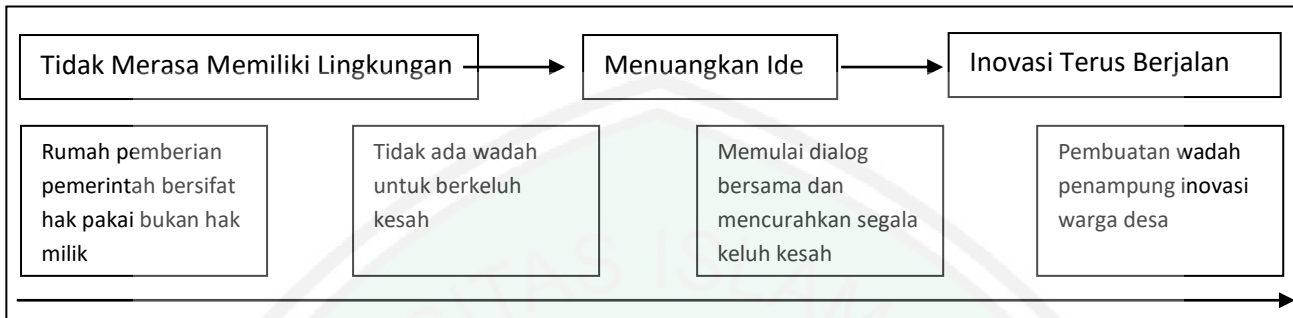 Tidak Merasa Memiliki Lingkungan
Menuangkan Ide
Inovasi Terus Berjalan
Rumah pemberian
pemerintah bersifat
hak pakai bukan hak
milik
Tidak ada wadah
untuk berkeluh
kesah
Memulai dialog
bersama dan
mencurahkan segala
keluh kesah
Pembuatan wadah
penampung inovasi
warga desa
ITAS ISLAM